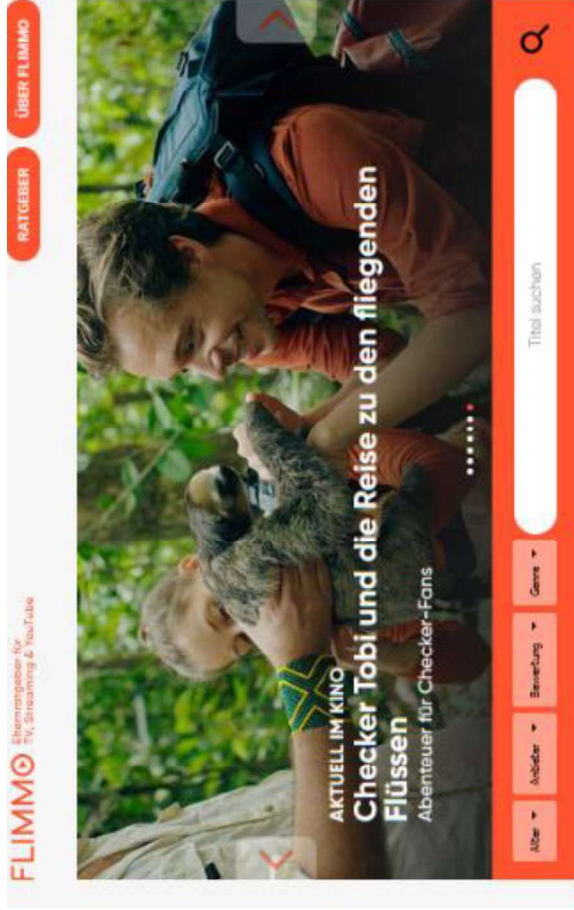 FLIMMO Elternratgeber für
TV, Streaming & YouTube
RATGEBER
ÜBER FLIMMO
AKTUELL IM KINO
Checker Tobi und die Reise zu den fliegenden
Flüssen
Abenteuer für Checker-Fans
Alter
Anbieter
Bewertung
Genre
Titel suchen